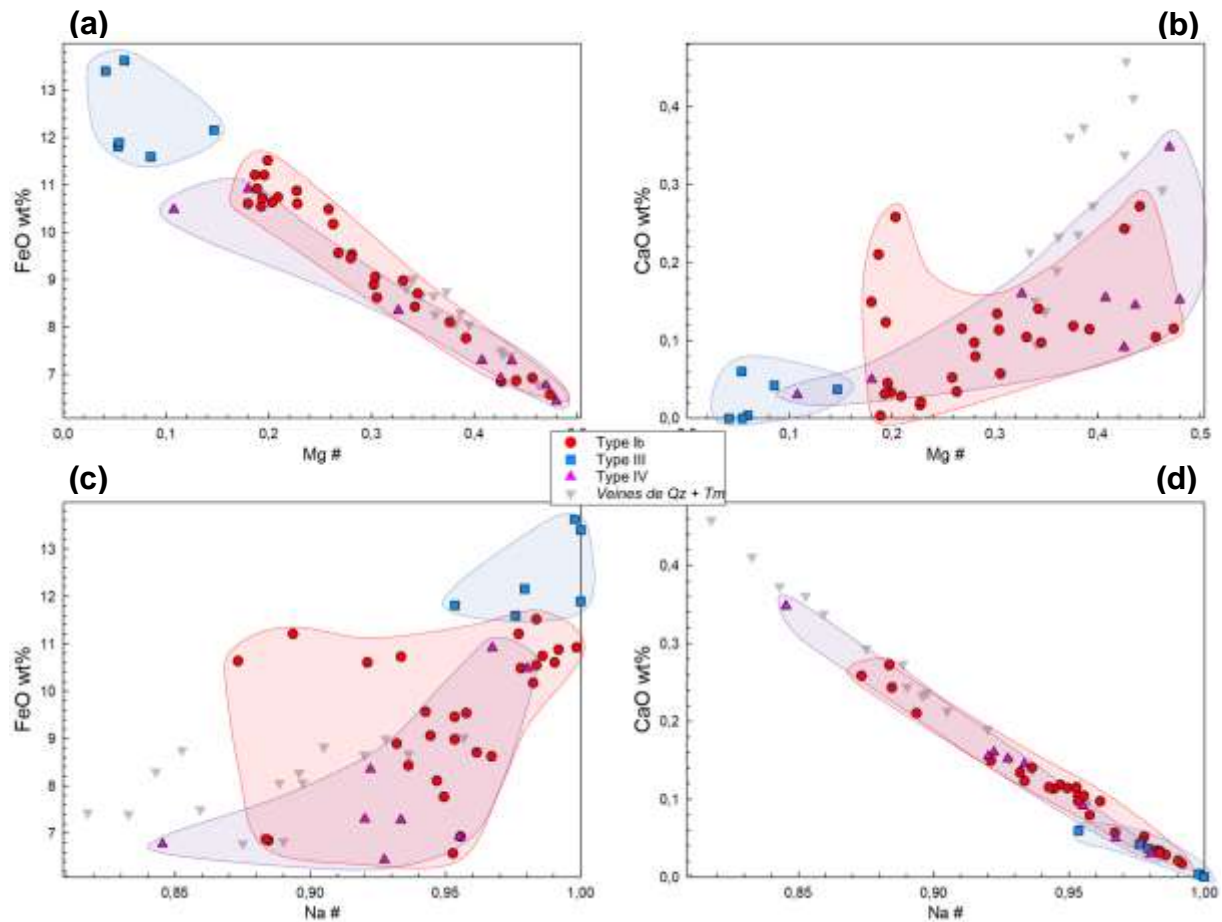 (a)
(b)
13
12
11
10
9
8
7
FeO wt%
0,0
0,1
0,2
0,3
0,4
0,5
Mg #
0,4
0,3
0,2
0,1
0,0
CaO wt%
0,0
0,1
0,2
0,3
0,4
0,5
Mg #
Type Ib
Type III
Type IV
Veines de Qz + Tm
(c)
(d)
13
12
11
10
9
8
7
FeO wt%
0,85
0,90
0,95
1,00
Na #
0,4
0,3
0,2
0,1
0,0
CaO wt%
0,85
0,90
0,95
1,00
Na #